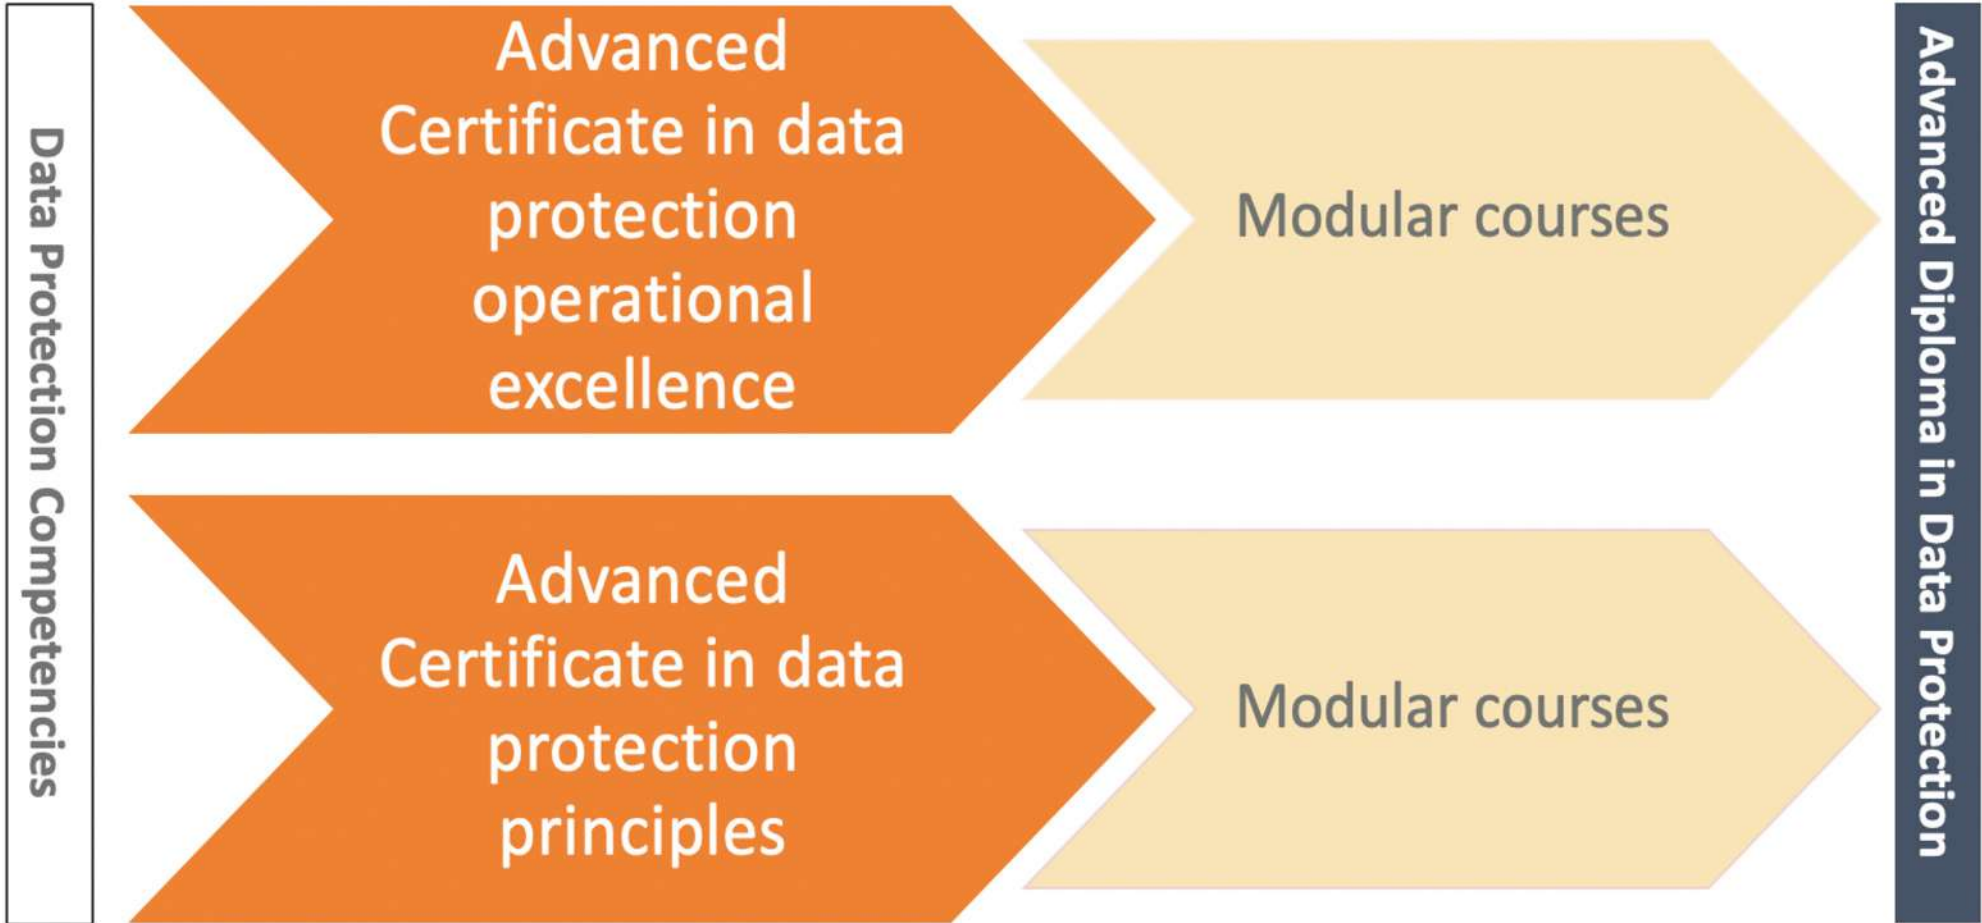 Data Protection Competencies
Advanced
Certificate in data
protection
operational
excellence
Modular courses
Advanced
Certificate in data
protection
principles
Modular courses
Advanced Diploma in Data Protection